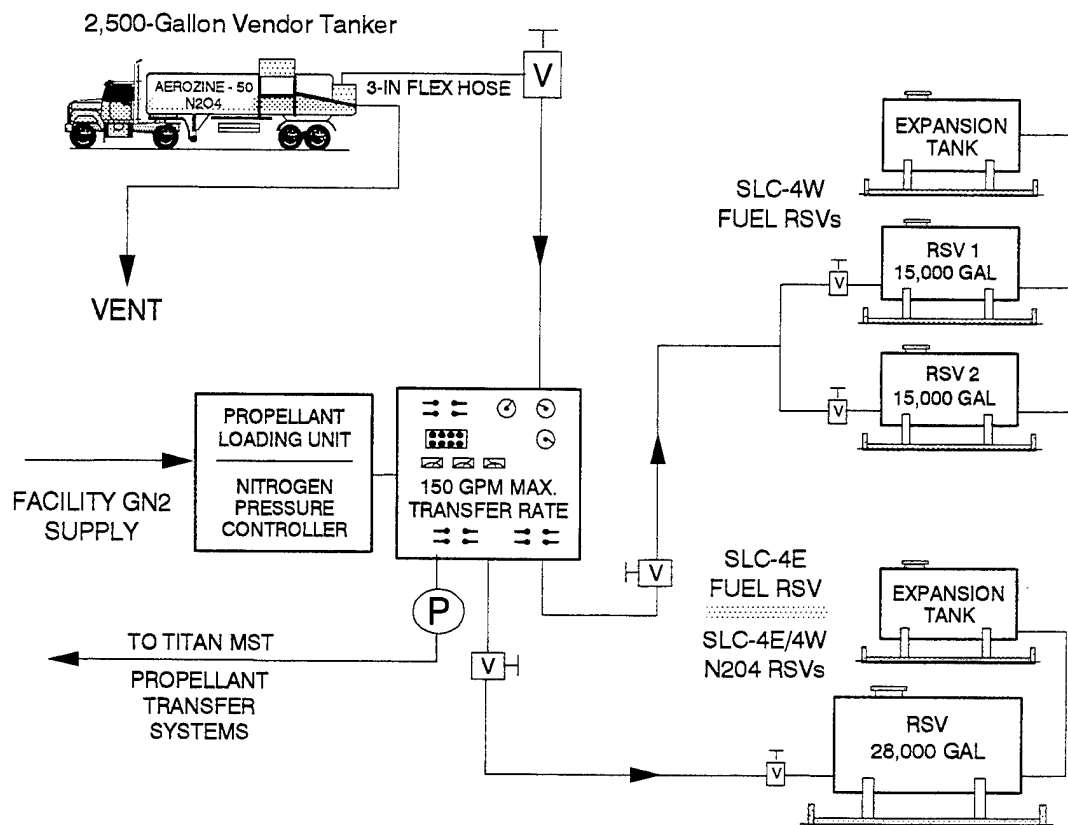 2,500-Gallon Vendor Tanker
AEROZINE - 50
N2O4
3-IN FLEX HOSE
V
VENT
EXPANSION
TANK
SLC-4W
FUEL RSVs
RSV 1
15,000 GAL
V
RSV 2
15,000 GAL
V
PROPELLANT
LOADING UNIT
NITROGEN
PRESSURE
CONTROLLER
FACILITY GN2
SUPPLY
150 GPM MAX.
TRANSFER RATE
V
P
TO TITAN MST
PROPELLANT
TRANSFER
SYSTEMS
V
SLC-4E
FUEL RSV
SLC-4E/4W
N204 RSVs
EXPANSION
TANK
RSV
28,000 GAL
V